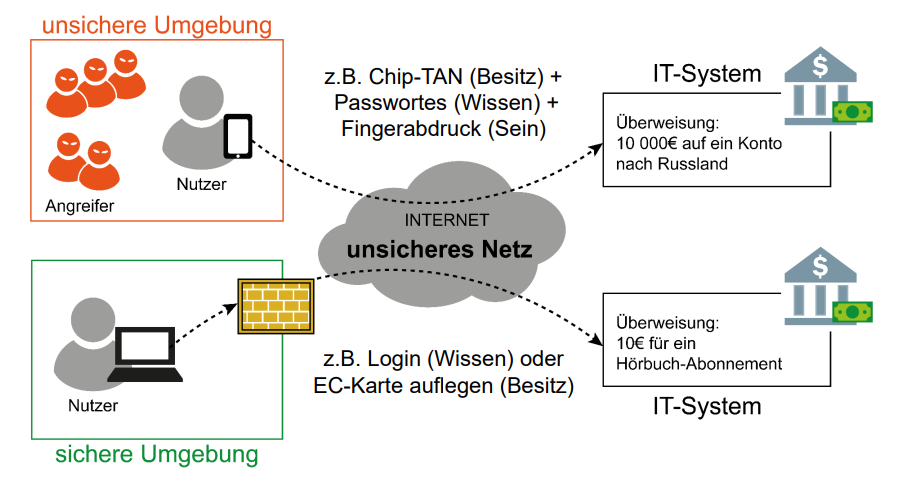 unsichere Umgebung
Angreifer
Nutzer
z.B. Chip-TAN (Besitz) +
Passwortes (Wissen) +
Fingerabdruck (Sein)
IT-System
$
Überweisung:
10 000€ auf ein Konto
nach Russland
INTERNET
unsicheres Netz
Nutzer
sichere Umgebung
z.B. Login (Wissen) oder
EC-Karte auflegen (Besitz)
$
Überweisung:
10€ für ein
Hörbuch-Abonnement
IT-System